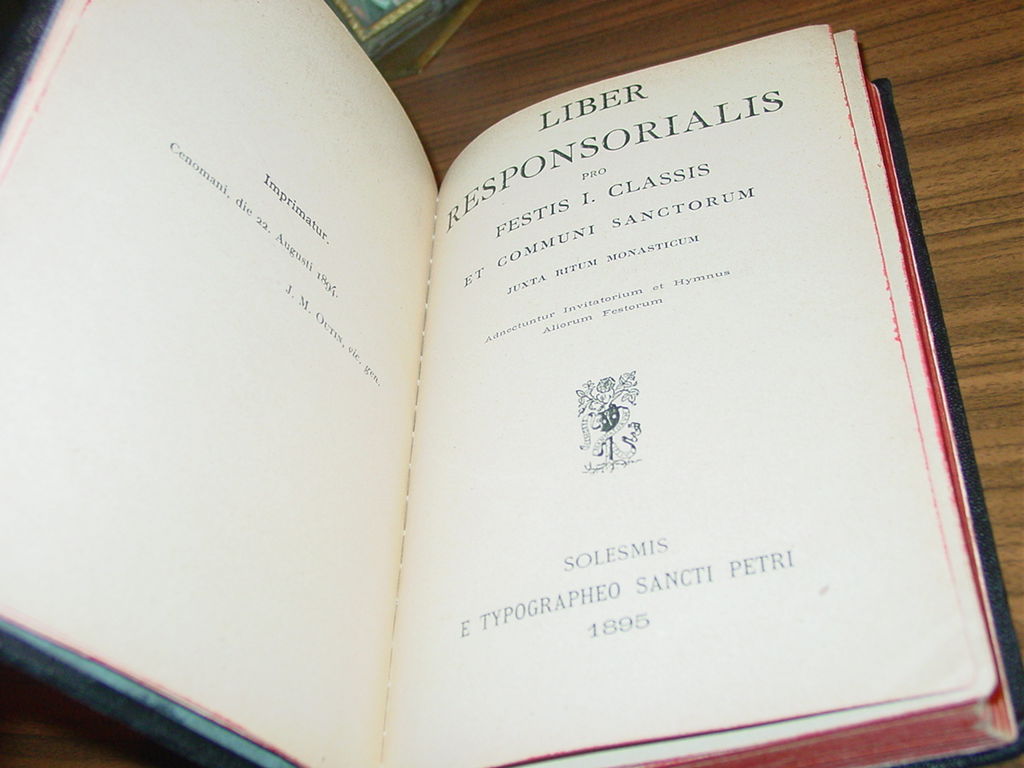 Imprimatur.
Cenomani, die 22. Augusti 1895.
J. M. Outin, vic. gen.
LIBER
RESPONSORIALIS
PRO
FESTIS I. CLASSIS
ET COMMUNI SANCTORUM
JUXTA RITUM MONASTICUM
Adnectuntur Invitatorium et Hymnus
Aliorum Festorum
SOLESMIS
E TYPOGRAPHEO SANCTI PETRI
1895